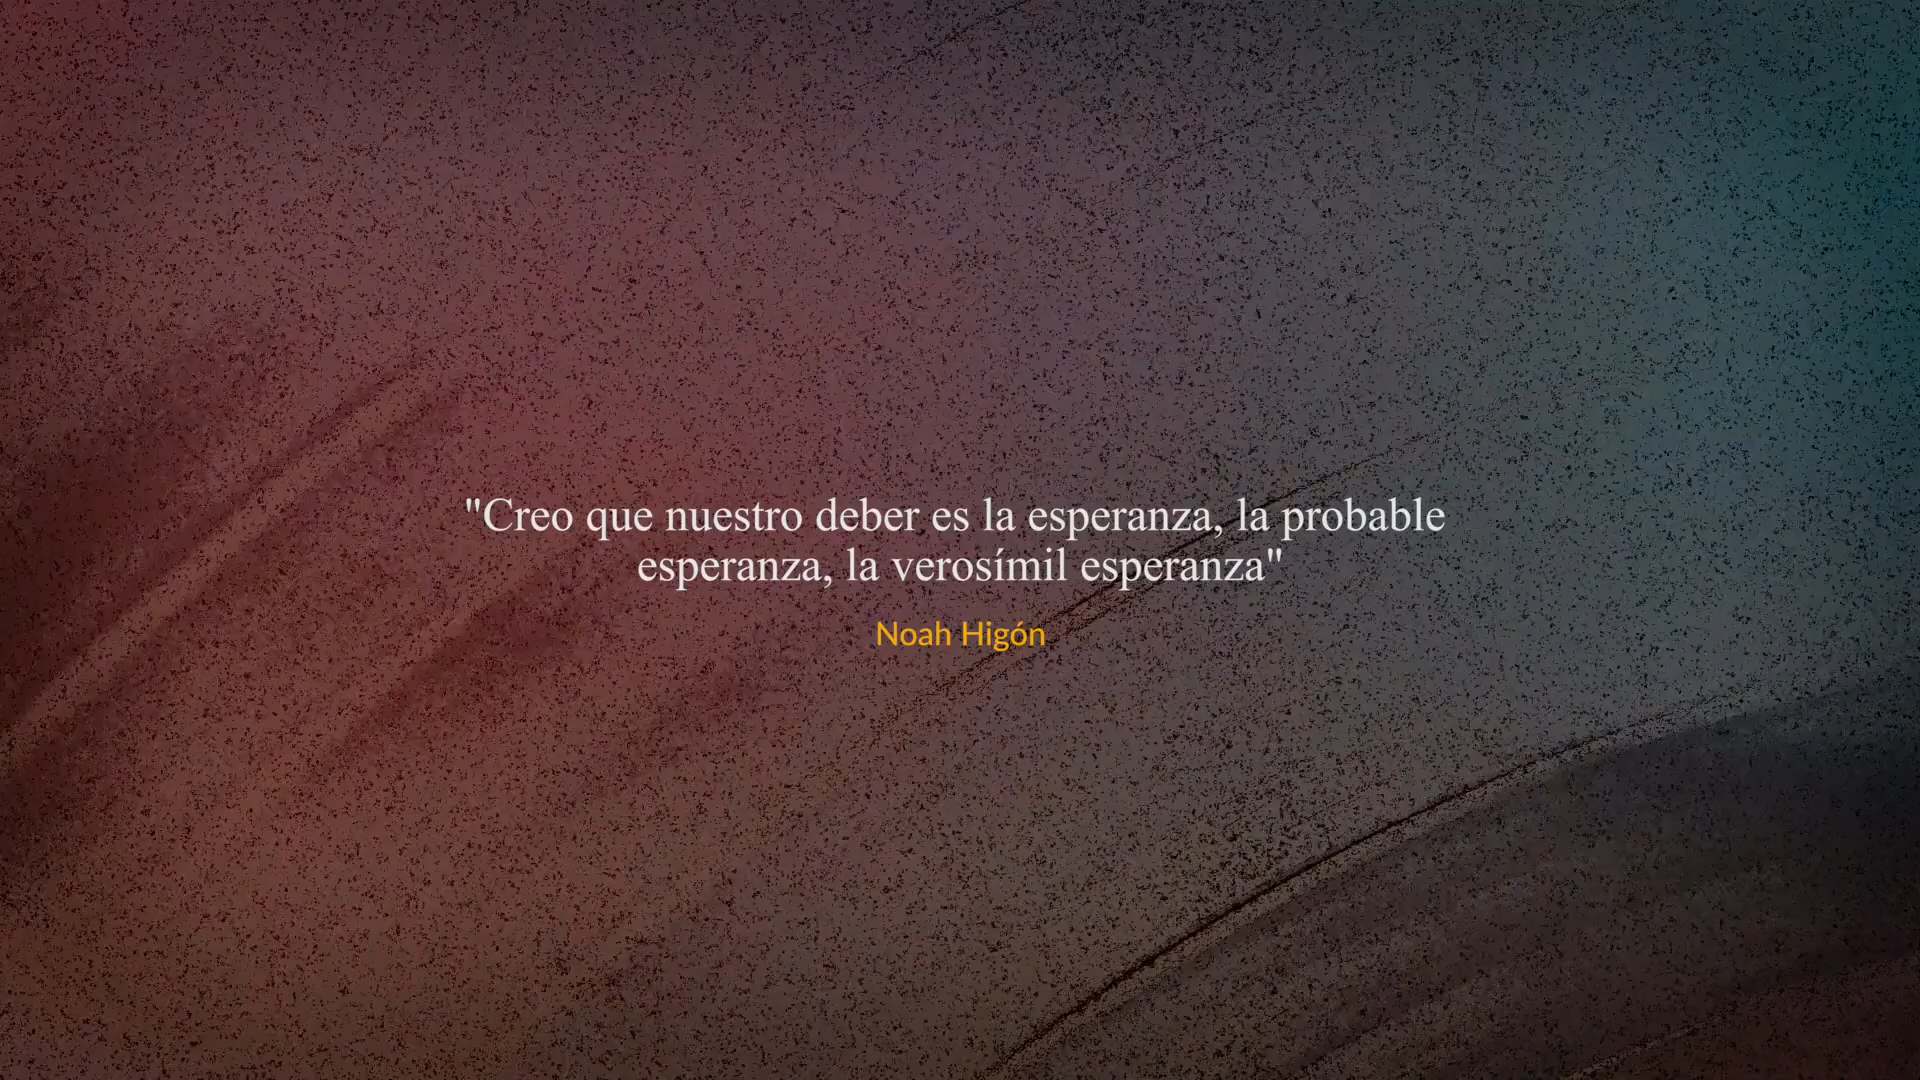 "Creo que nuestro deber es la esperanza, la probable
esperanza, la verosímil esperanza"
Noah Higón